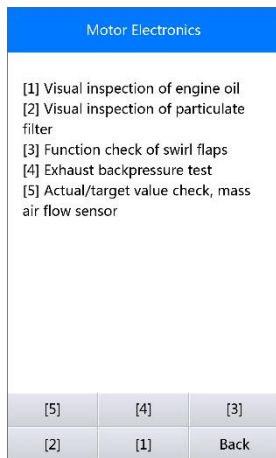 Motor Electronics
[1] Visual inspection of engine oil
[2] Visual inspection of particulate
filter
[3] Function check of swirl flaps
[4] Exhaust backpressure test
[5] Actual/target value check, mass
air flow sensor
[5] [4] [3]
[2] [1] Back